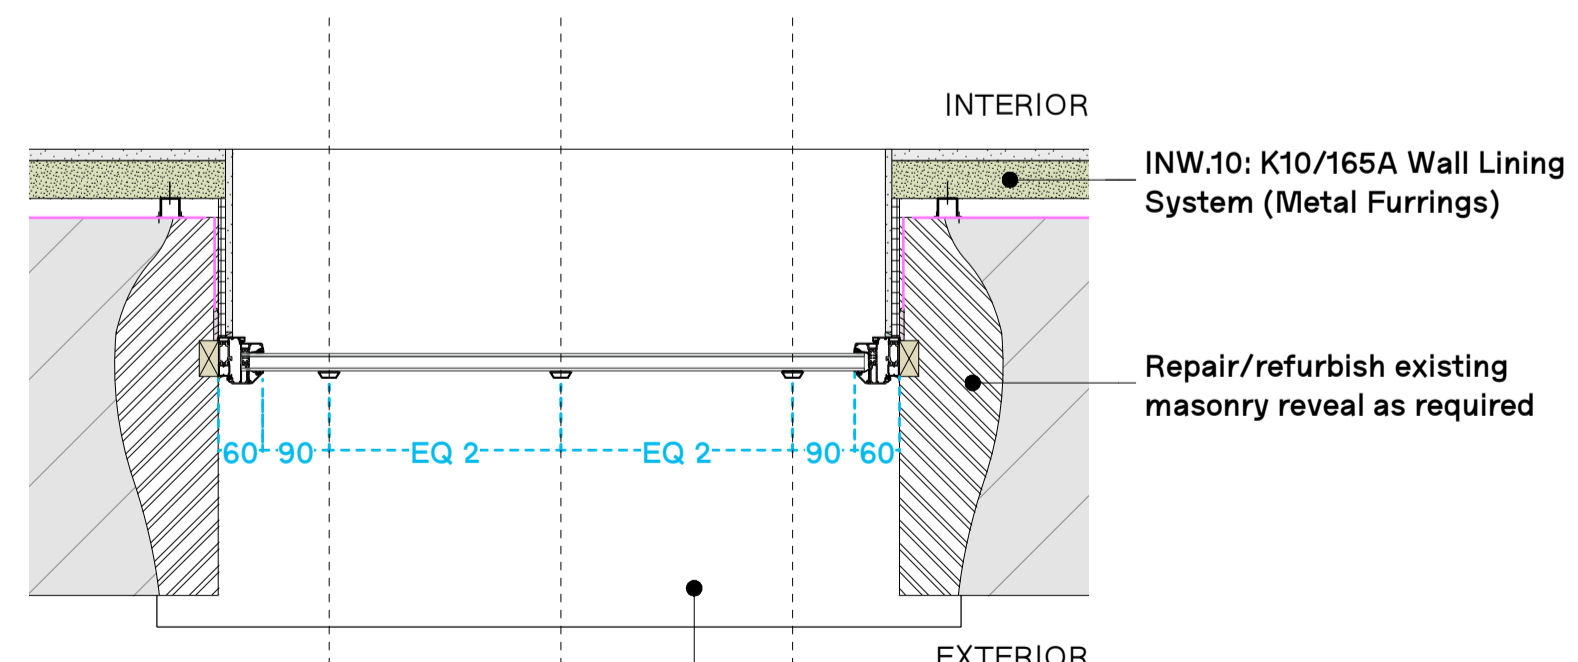 INTERIOR
INW.10: K10/165A Wall Lining
System (Metal Furrings)
Repair/refurbish existing
masonry reveal as required
60 90 EQ 2 EQ 2 90 60
EXTERIOR